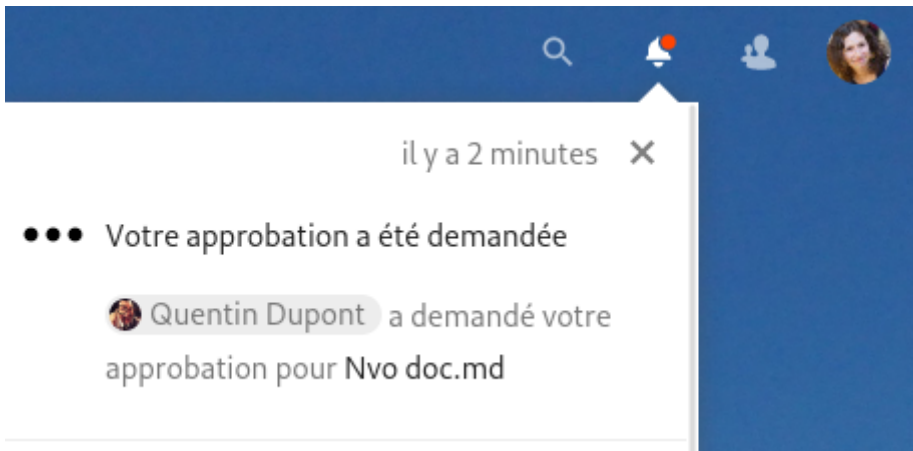 il y a 2 minutes
Votre approbation a été demandée
Quentin Dupont a demandé votre
approbation pour Nvo doc.md